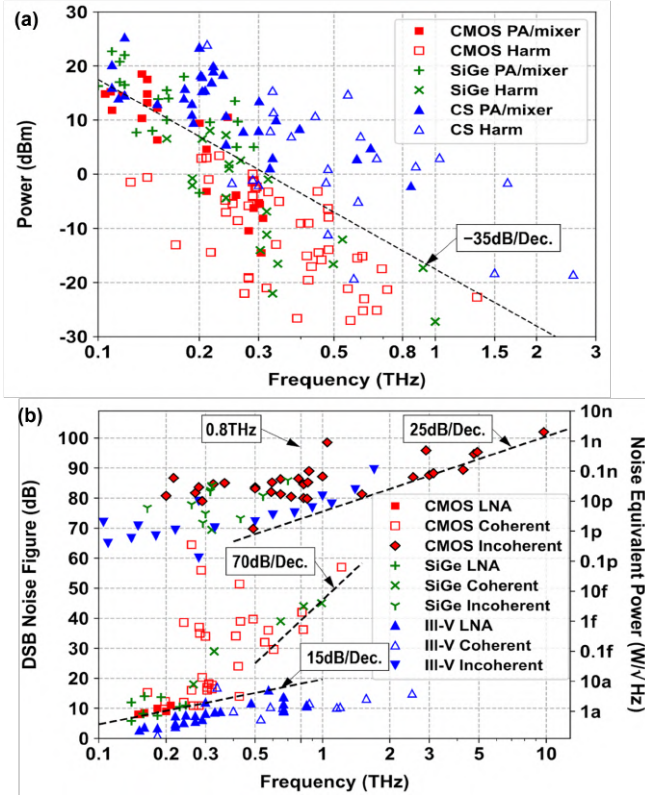 (a)
30
20
10
0
-10
-20
-30
Power (dBm)
CMOS PA/mixer
CMOS Harm
SiGe PA/mixer
SiGe Harm
CS PA/mixer
CS Harm
−35dB/Dec.
0.1 0.2 0.3 0.5 0.8 1 1.5 2 3
Frequency (THz)
(b)
100
90
80
70
60
50
40
30
20
10
0
DSB Noise Figure (dB)
0.8THz
25dB/Dec.
70dB/Dec.
15dB/Dec.
CMOS LNA
CMOS Coherent
CMOS Incoherent
SiGe LNA
SiGe Coherent
SiGe Incoherent
III-V LNA
III-V Coherent
III-V Incoherent
10n
1n
0.1n
10p
1p
0.1p
10f
1f
0.1f
10a
1a
Noise Equivalent Power (W/√Hz)
0.1 0.2 0.3 0.5 1 2 3 5 10
Frequency (THz)